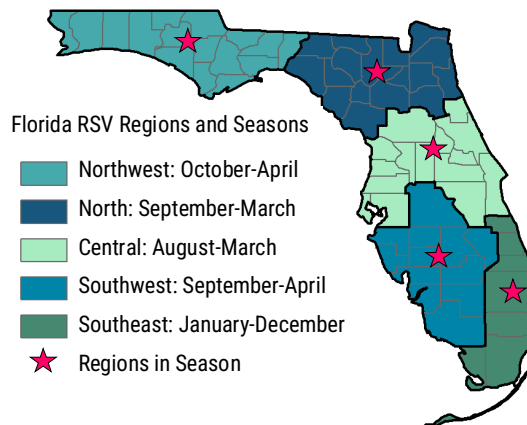 Florida RSV Regions and Seasons
Northwest: October-April
North: September-March
Central: August-March
Southwest: September-April
Southeast: January-December
Regions in Season